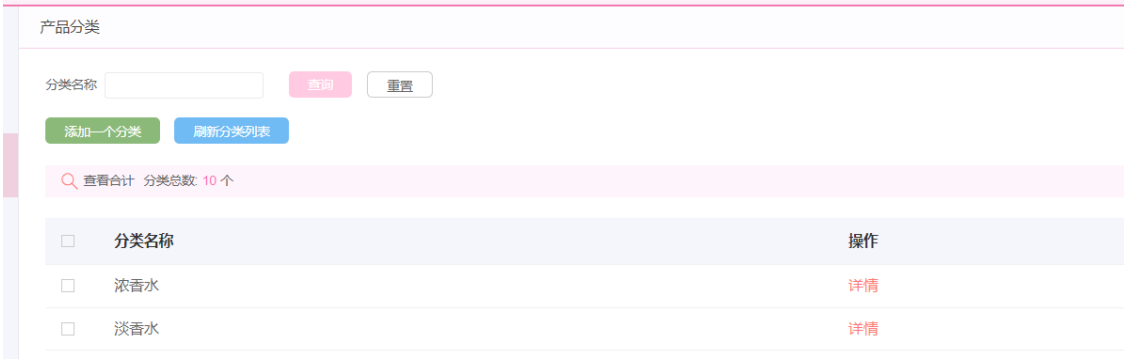 产品分类
分类名称 查询 重置
添加一个分类 刷新分类列表
查看合计 分类总数: 10 个
分类名称 操作
浓香水 详情
淡香水 详情